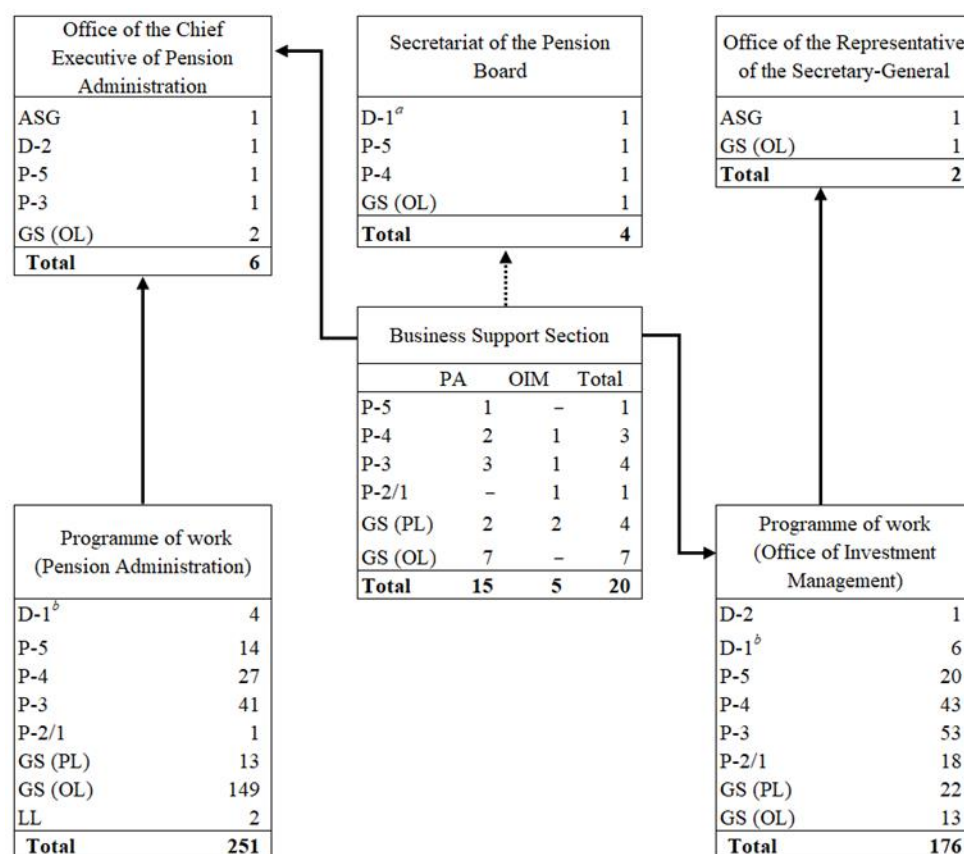 Office of the Chief
Executive of Pension
Administration
ASG 1
D-2 1
P-5 1
P-3 1
GS (OL) 2
Total 6
Secretariat of the Pension
Board
D-1ᵃ 1
P-5 1
P-4 1
GS (OL) 1
Total 4
Office of the Representative
of the Secretary-General
ASG 1
GS (OL) 1
Total 2
Business Support Section
PA OIM Total
P-5 1 – 1
P-4 2 1 3
P-3 3 1 4
P-2/1 – 1 1
GS (PL) 2 2 4
GS (OL) 7 – 7
Total 15 5 20
Programme of work
(Pension Administration)
D-1ᵇ 4
P-5 14
P-4 27
P-3 41
P-2/1 1
GS (PL) 13
GS (OL) 149
LL 2
Total 251
Programme of work
(Office of Investment
Management)
D-2 1
D-1ᵇ 6
P-5 20
P-4 43
P-3 53
P-2/1 18
GS (PL) 22
GS (OL) 13
Total 176